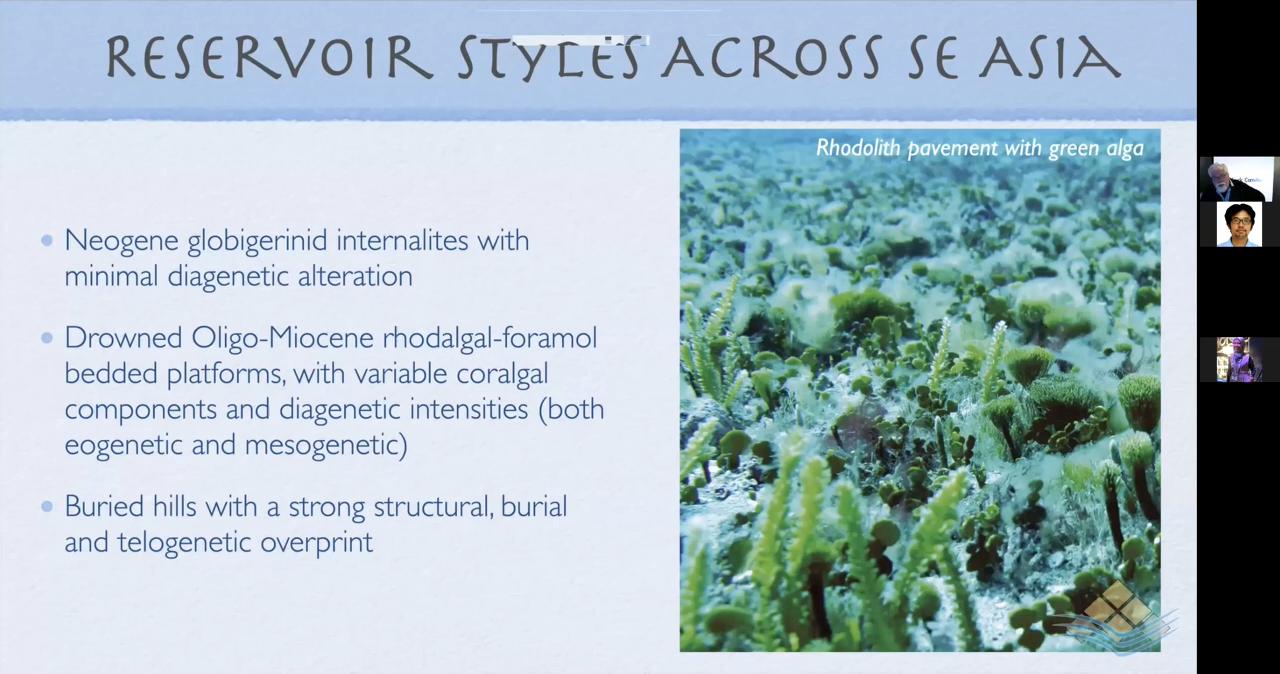 RESERVOIR STYLES ACROSS SE ASIA
Rhodolith pavement with green alga
Neogene globigerinid internalites with
minimal diagenetic alteration
Drowned Oligo-Miocene rhodalgal-foramol
bedded platforms, with variable coralgal
components and diagenetic intensities (both
eogenetic and mesogenetic)
Buried hills with a strong structural, burial
and telogenetic overprint